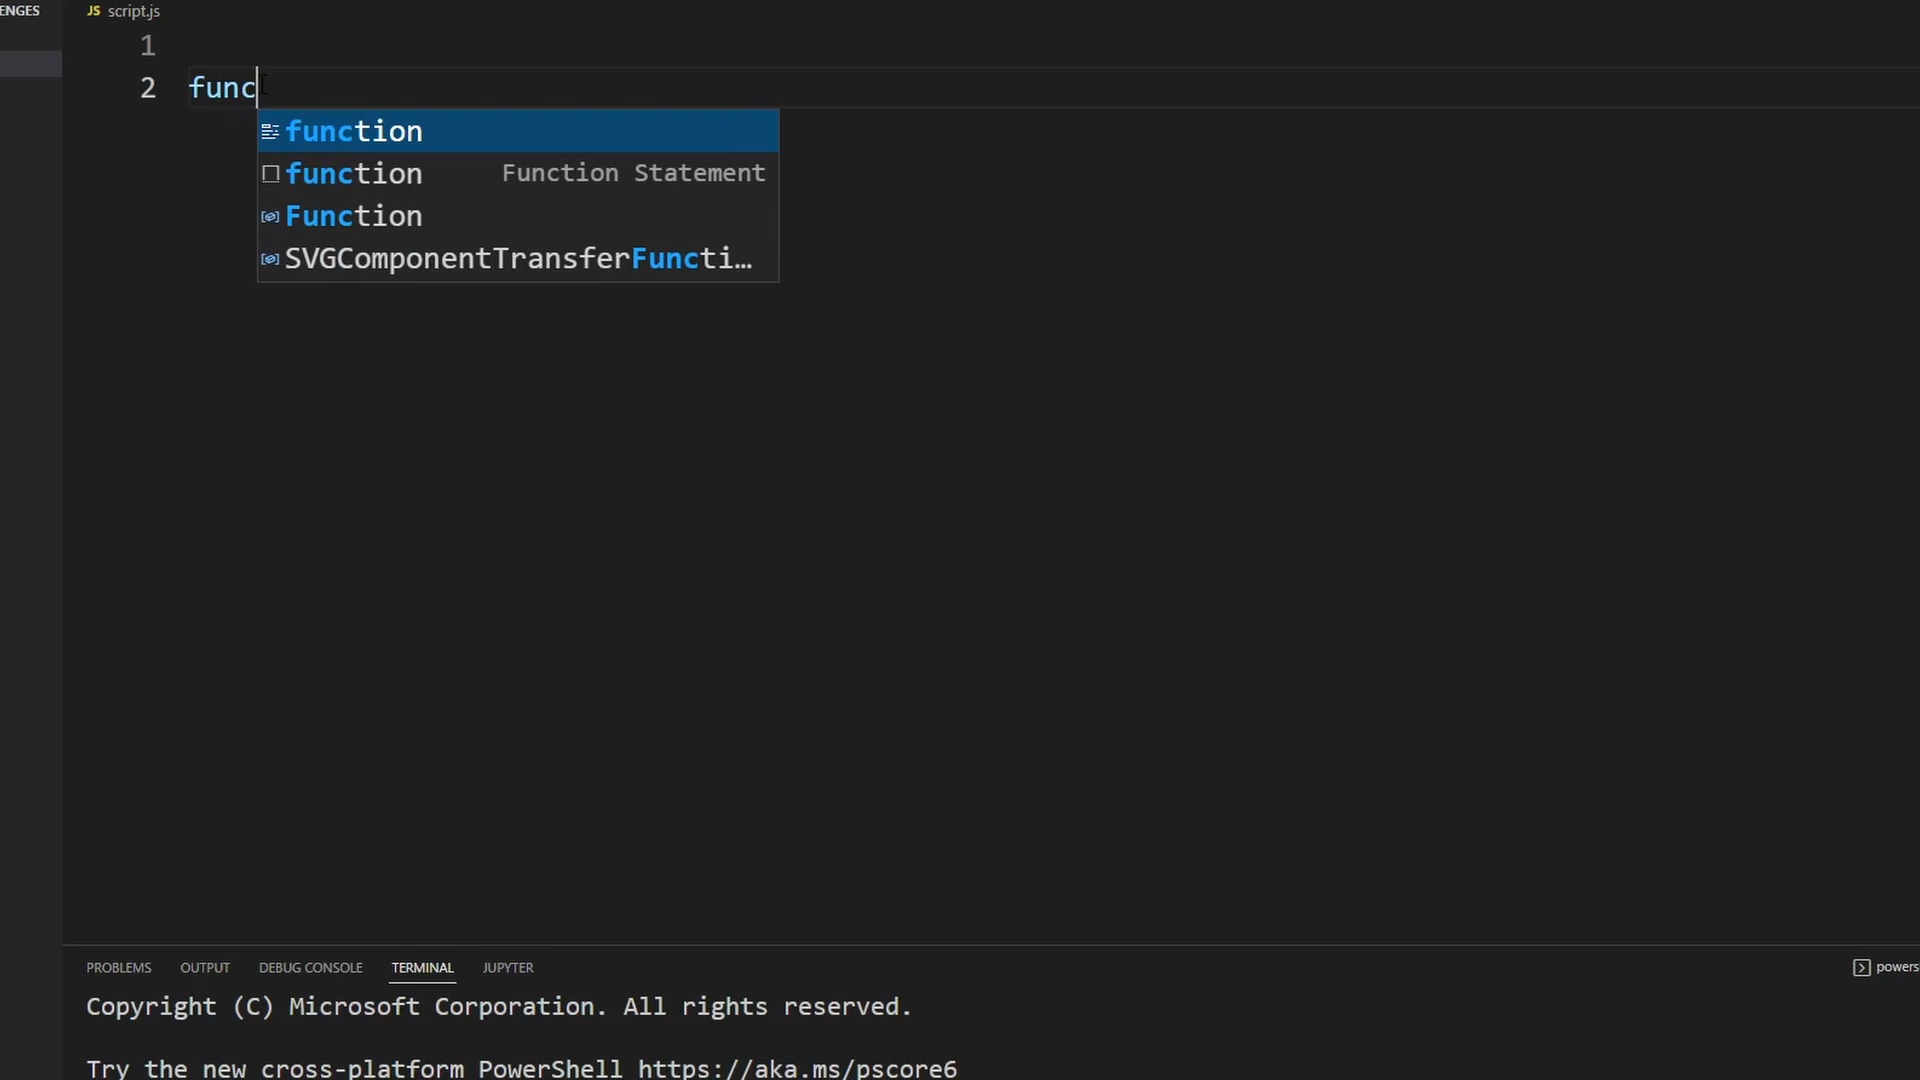 ENGES
JS script.js
1
2 func
function
function Function Statement
Function
SVGComponentTransferFuncti…
PROBLEMS OUTPUT DEBUG CONSOLE TERMINAL JUPYTER
powers
Copyright (C) Microsoft Corporation. All rights reserved.
Try the new cross-platform PowerShell https://aka.ms/pscore6